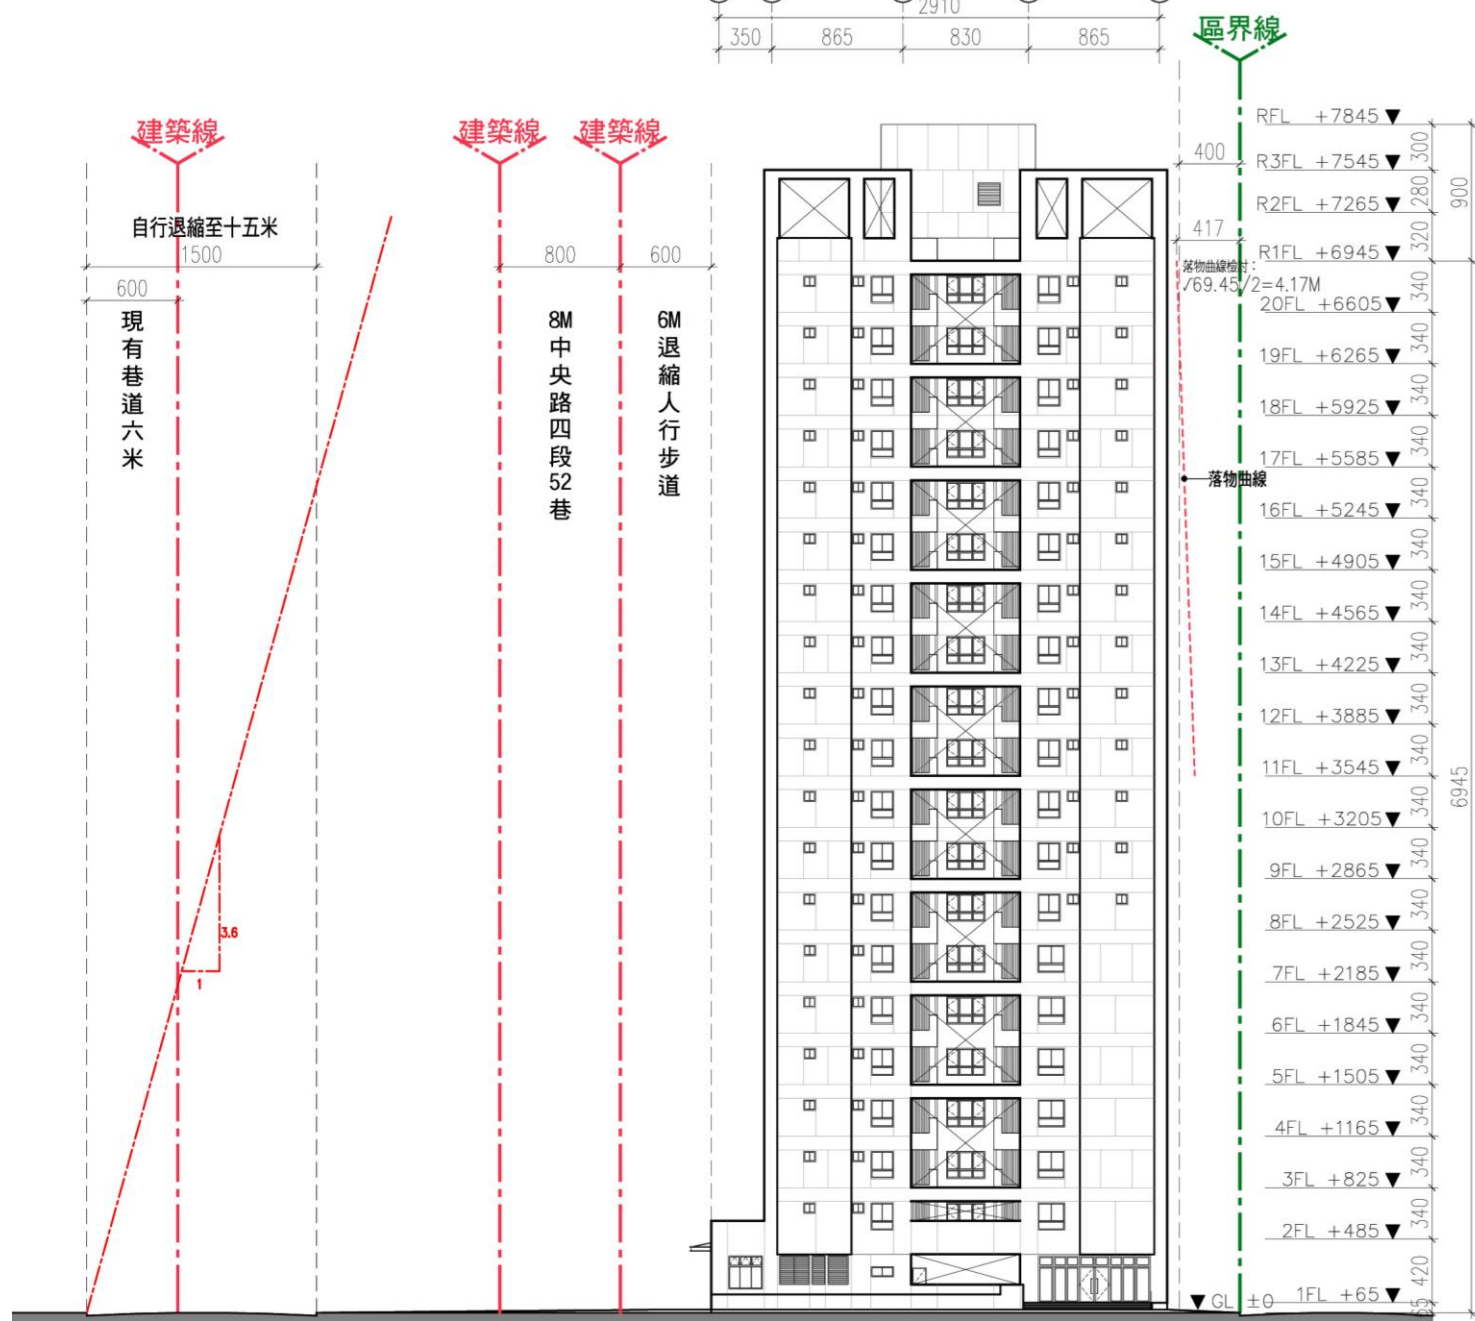 2910
350
865
830
865
區界線
建築線
建築線
建築線
自行退縮至十五米
1500
600
800
600
現有巷道六米
8M中央路四段52巷
6M退縮人行步道
3.6
1
400
417
落物曲線檢討：
√69.45/2=4.17M
落物曲線
RFL +7845
300
R3FL +7545
280
R2FL +7265
320
R1FL +6945
900
340
20FL +6605
340
19FL +6265
340
18FL +5925
340
17FL +5585
340
16FL +5245
340
15FL +4905
340
14FL +4565
340
13FL +4225
340
12FL +3885
340
11FL +3545
340
10FL +3205
340
9FL +2865
340
8FL +2525
340
7FL +2185
340
6FL +1845
340
5FL +1505
340
4FL +1165
340
3FL +825
340
2FL +485
420
1FL +65
65
6945
GL ±0